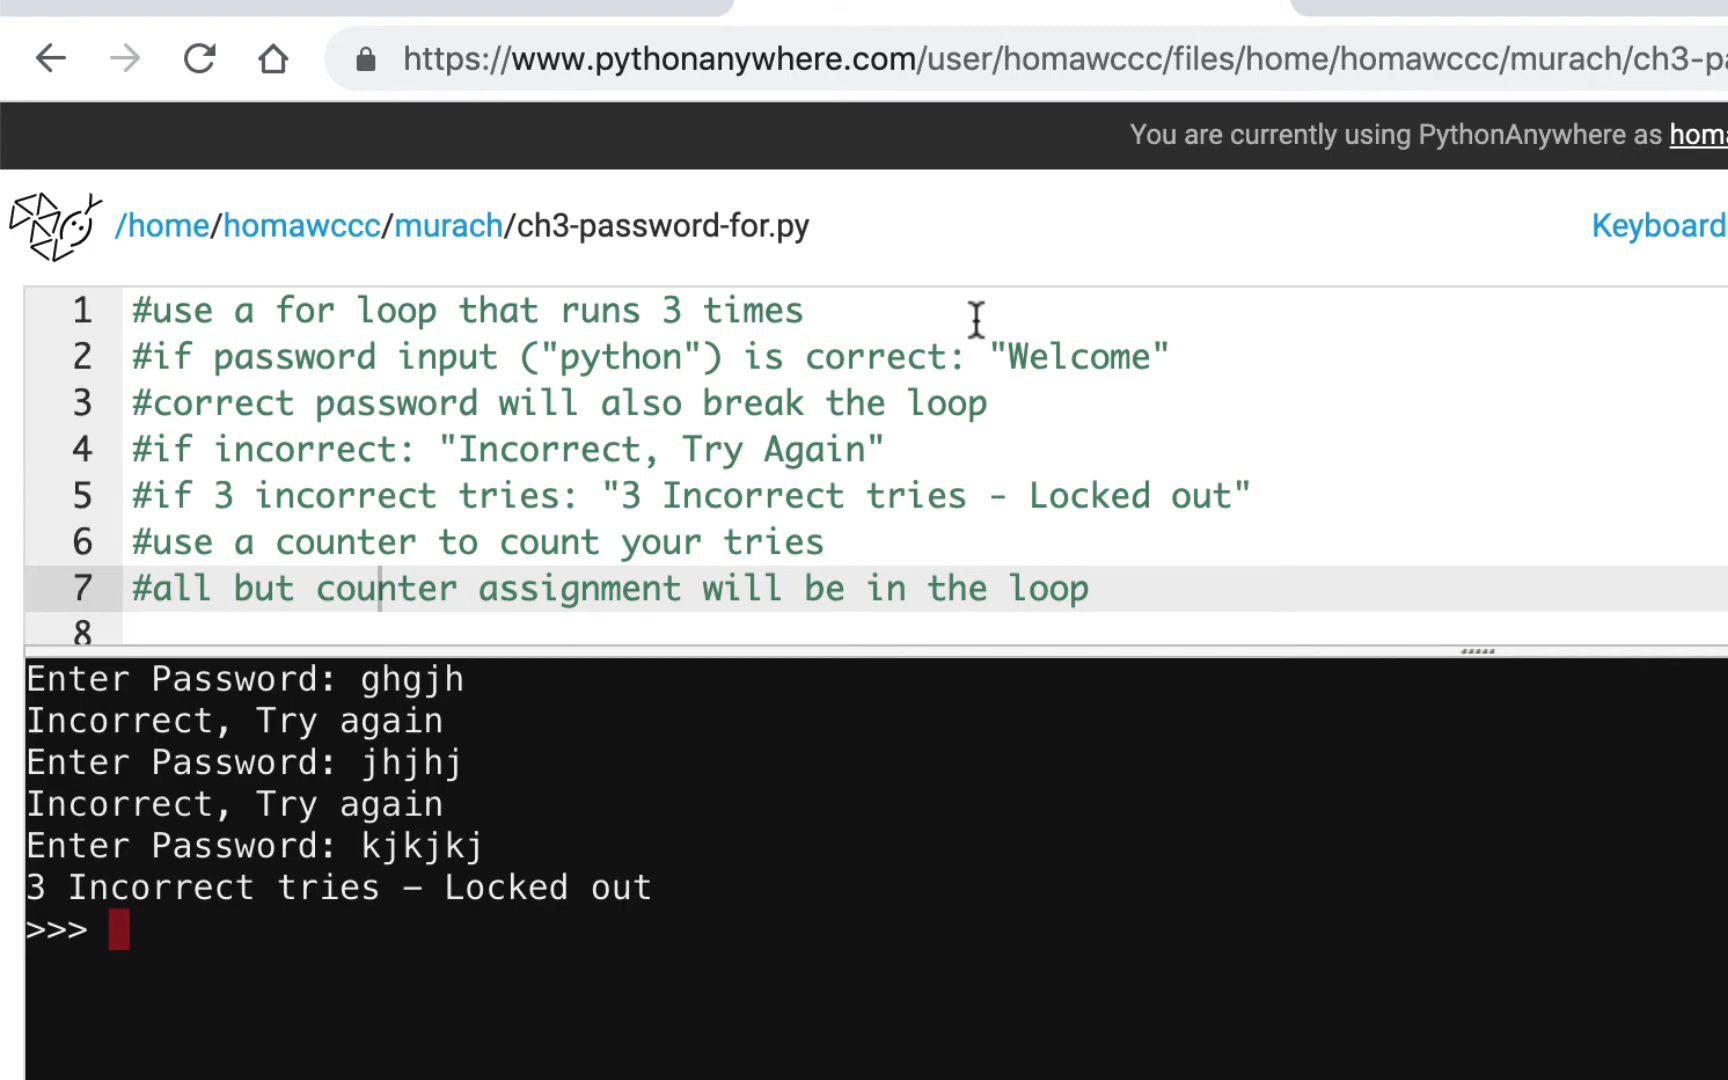 https://www.pythonanywhere.com/user/homawccc/files/home/homawccc/murach/ch3-pa
You are currently using PythonAnywhere as homa
/home/homawccc/murach/ch3-password-for.py
Keyboard
1 #use a for loop that runs 3 times
2 #if password input ("python") is correct: "Welcome"
3 #correct password will also break the loop
4 #if incorrect: "Incorrect, Try Again"
5 #if 3 incorrect tries: "3 Incorrect tries - Locked out"
6 #use a counter to count your tries
7 #all but counter assignment will be in the loop
8
Enter Password: ghgjh
Incorrect, Try again
Enter Password: jhjhj
Incorrect, Try again
Enter Password: kjkjkj
3 Incorrect tries - Locked out
>>>